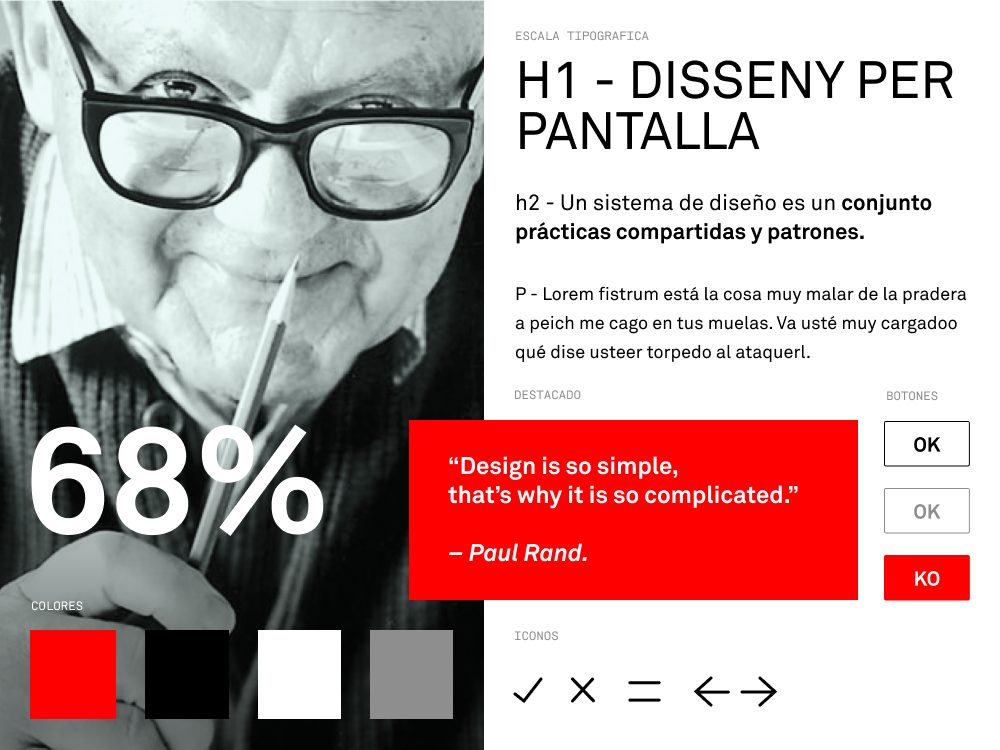 ESCALA TIPOGRAFICA
H1 - DISSENY PER
PANTALLA
h2 - Un sistema de diseño es un conjunto
prácticas compartidas y patrones.
P - Lorem fistrum está la cosa muy malar de la pradera
a peich me cago en tus muelas. Va usté muy cargadoo
qué dise usteer torpedo al ataquerl.
DESTACADO
BOTONES
68%
“Design is so simple,
that’s why it is so complicated.”
– Paul Rand.
OK
OK
KO
COLORES
ICONOS